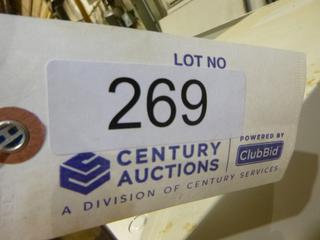 LOT NO
269
CENTURY
AUCTIONS
POWERED BY
ClubBid
A DIVISION OF CENTURY SERVICES